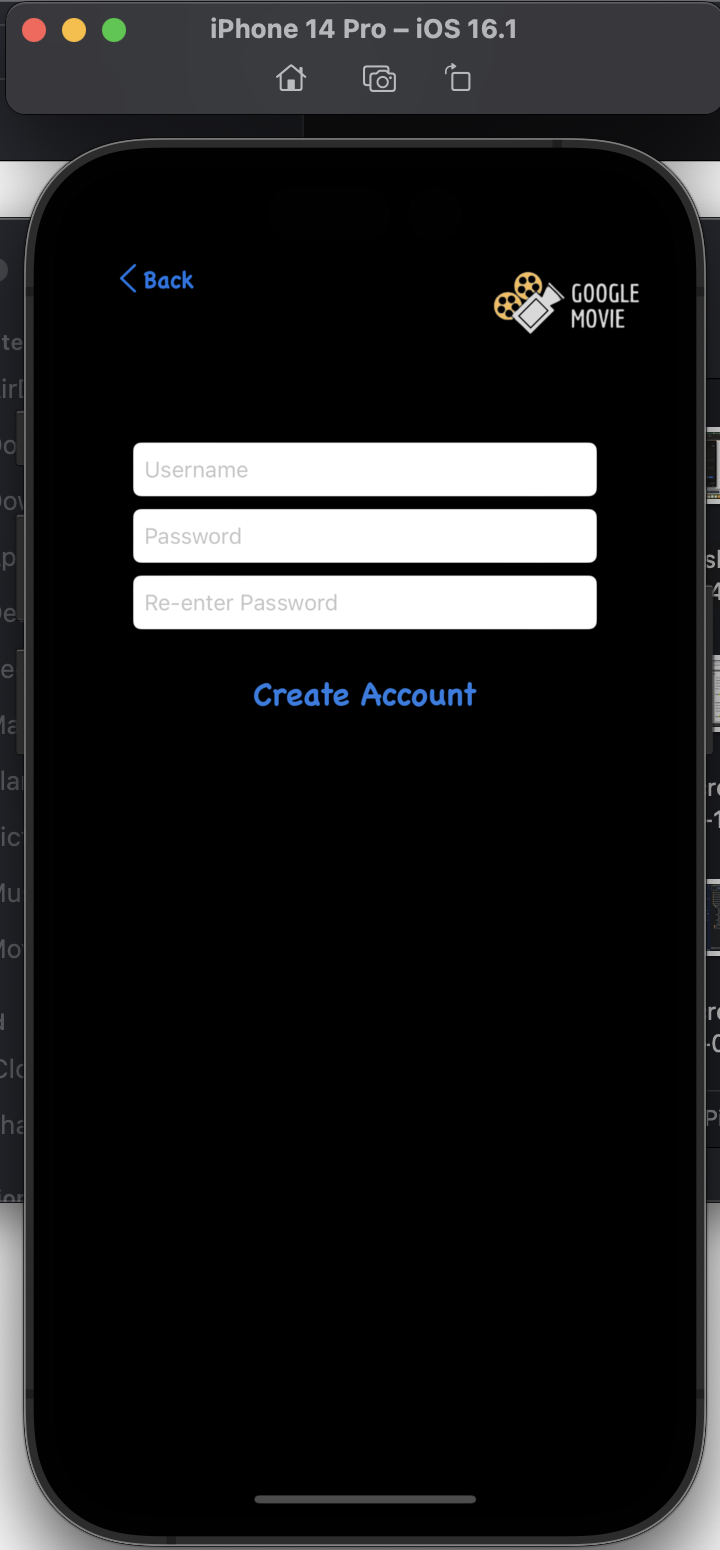 iPhone 14 Pro – iOS 16.1
Back
GOOGLE
MOVIE
Username
Password
Re-enter Password
Create Account